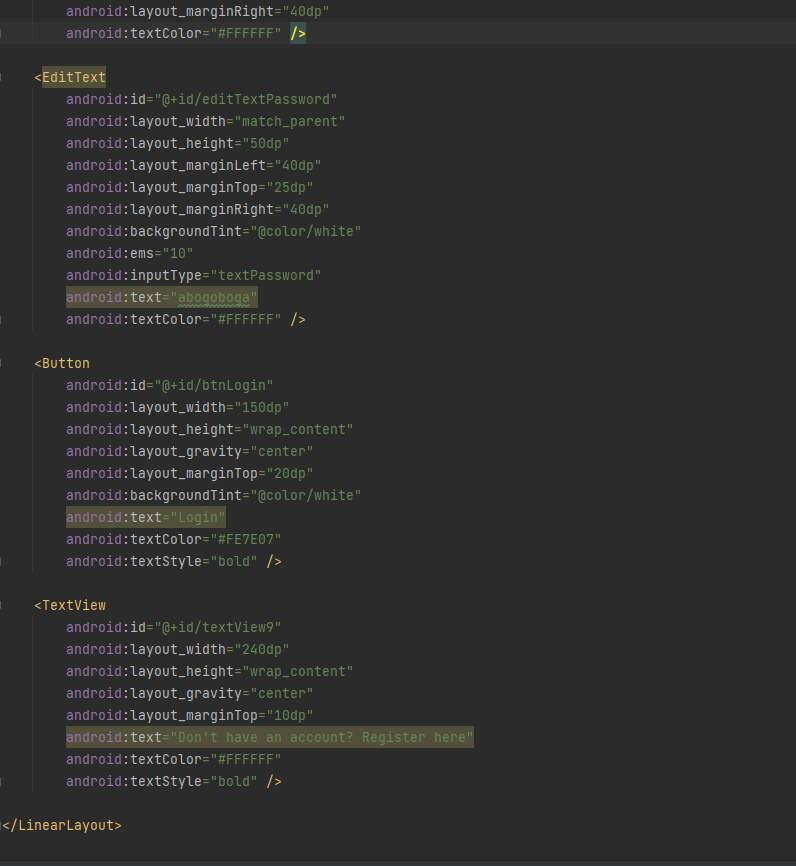 android:layout_marginRight="40dp"
android:textColor="#FFFFFF" />
<EditText
android:id="@+id/editTextPassword"
android:layout_width="match_parent"
android:layout_height="50dp"
android:layout_marginLeft="40dp"
android:layout_marginTop="25dp"
android:layout_marginRight="40dp"
android:backgroundTint="@color/white"
android:ems="10"
android:inputType="textPassword"
android:text="abogoboga"
android:textColor="#FFFFFF" />
<Button
android:id="@+id/btnLogin"
android:layout_width="150dp"
android:layout_height="wrap_content"
android:layout_gravity="center"
android:layout_marginTop="20dp"
android:backgroundTint="@color/white"
android:text="Login"
android:textColor="#FE7E07"
android:textStyle="bold" />
<TextView
android:id="@+id/textView9"
android:layout_width="240dp"
android:layout_height="wrap_content"
android:layout_gravity="center"
android:layout_marginTop="10dp"
android:text="Don't have an account? Register here"
android:textColor="#FFFFFF"
android:textStyle="bold" />
</LinearLayout>